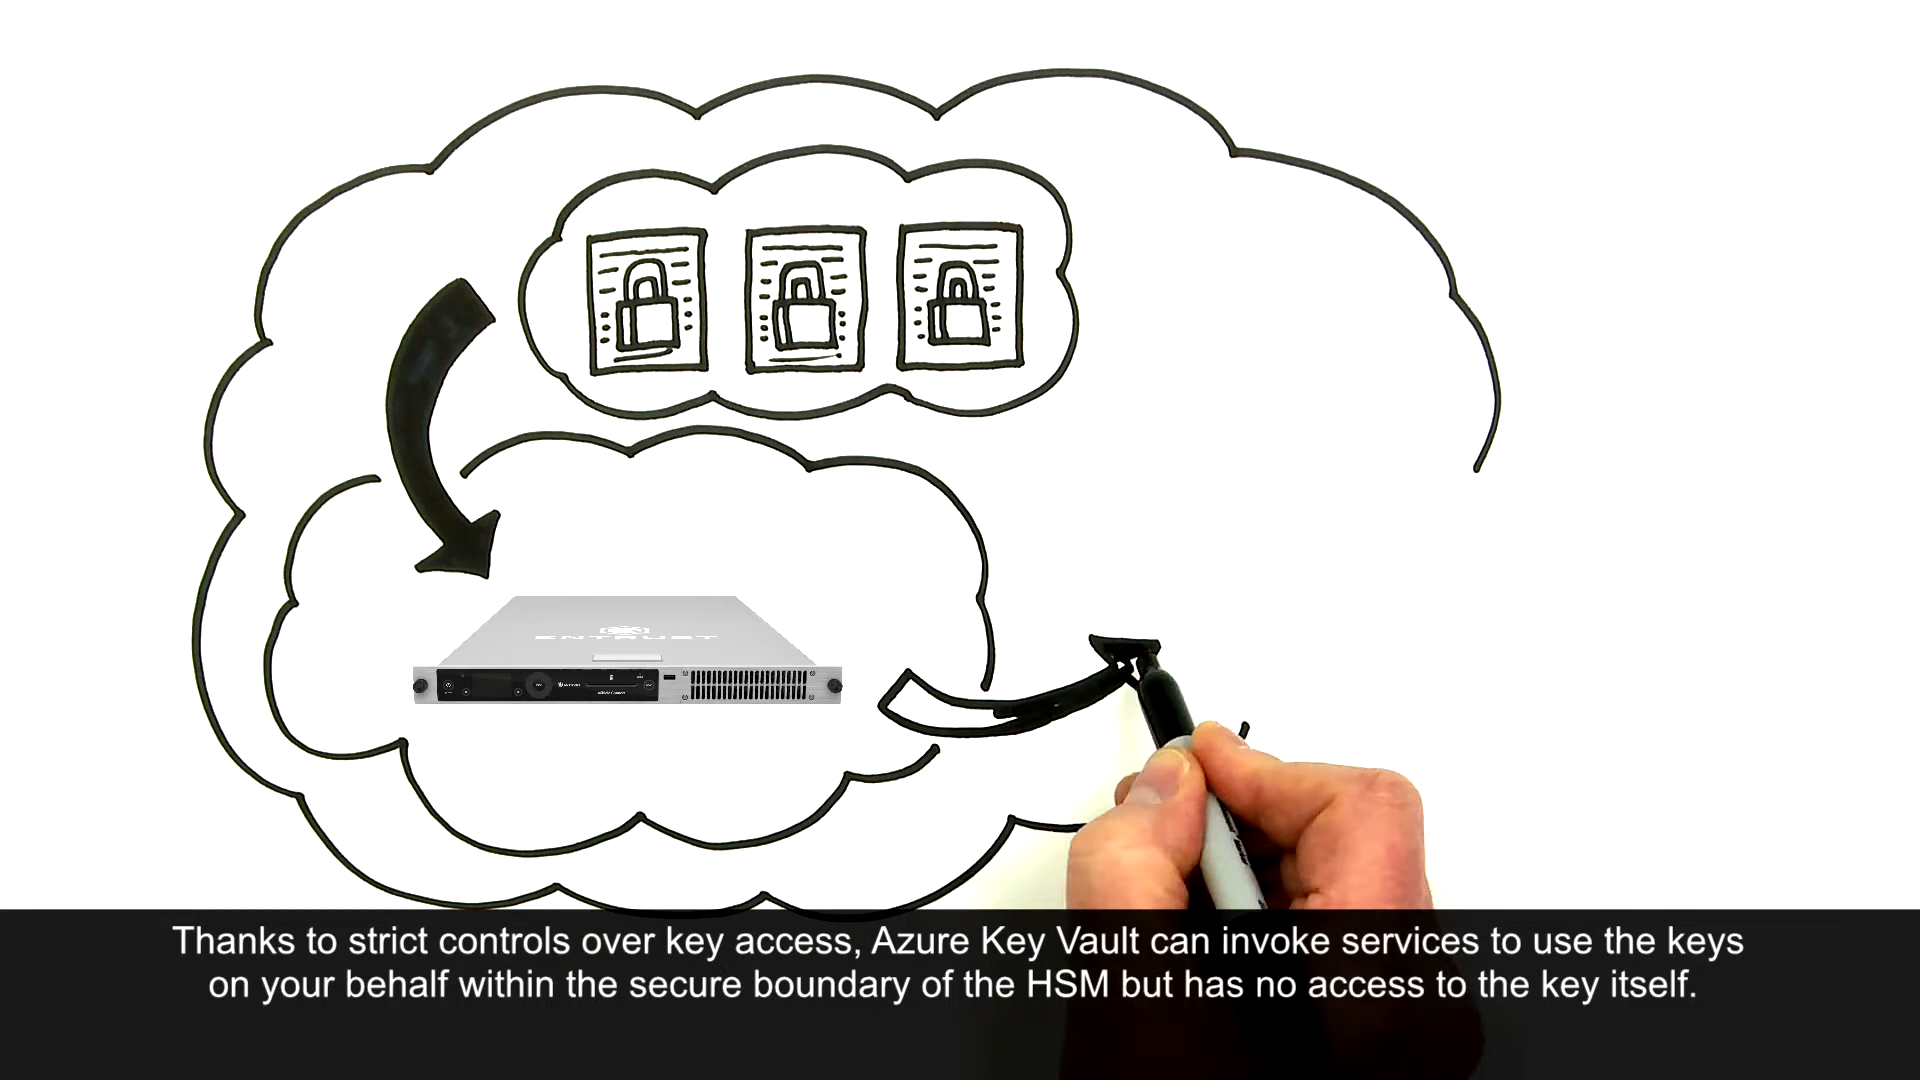 ENTRUST
Thanks to strict controls over key access, Azure Key Vault can invoke services to use the keys
on your behalf within the secure boundary of the HSM but has no access to the key itself.